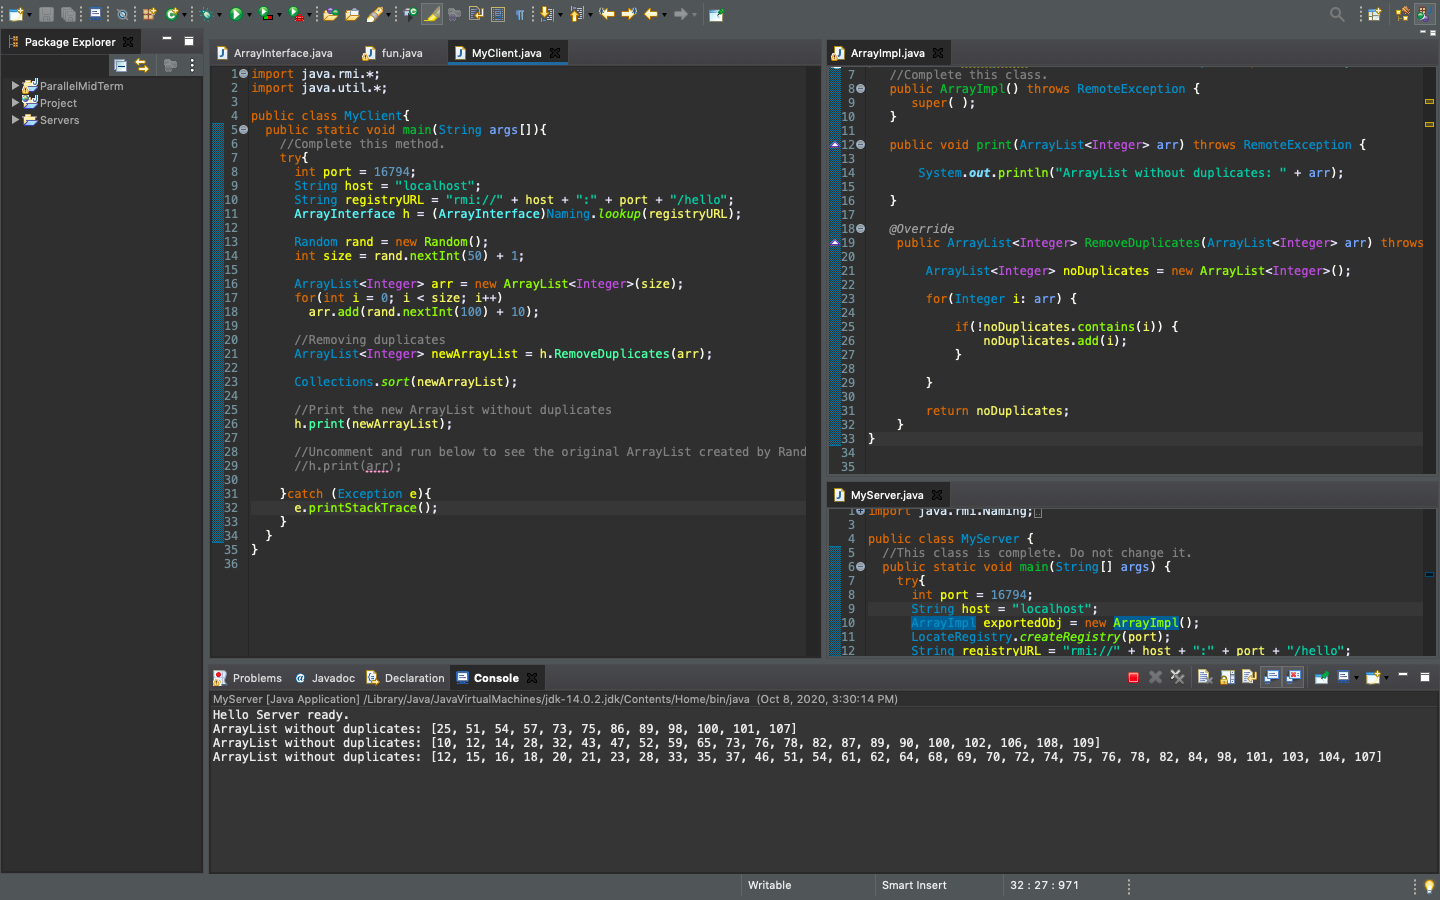 Package Explorer
ParallelMidTerm
Project
Servers
ArrayInterface.java
fun.java
MyClient.java
1 import java.rmi.*;
2 import java.util.*;
3
4 public class MyClient{
5 public static void main(String args[]){
6 //Complete this method.
7 try{
8 int port = 16794;
9 String host = "localhost";
10 String registryURL = "rmi://" + host + ":" + port + "/hello";
11 ArrayInterface h = (ArrayInterface)Naming.lookup(registryURL);
12
13 Random rand = new Random();
14 int size = rand.nextInt(50) + 1;
15
16 ArrayList<Integer> arr = new ArrayList<Integer>(size);
17 for(int i = 0; i < size; i++)
18 arr.add(rand.nextInt(100) + 10);
19
20 //Removing duplicates
21 ArrayList<Integer> newArrayList = h.RemoveDuplicates(arr);
22
23 Collections.sort(newArrayList);
24
25 //Print the new ArrayList without duplicates
26 h.print(newArrayList);
27
28 //Uncomment and run below to see the original ArrayList created by Rand
29 //h.print(arr);
30
31 }catch (Exception e){
32 e.printStackTrace();
33 }
34 }
35 }
36
ArrayImpl.java
7 //Complete this class.
8 public ArrayImpl() throws RemoteException {
9 super( );
10 }
11
12 public void print(ArrayList<Integer> arr) throws RemoteException {
13
14 System.out.println("ArrayList without duplicates: " + arr);
15
16 }
17
18 @Override
19 public ArrayList<Integer> RemoveDuplicates(ArrayList<Integer> arr) throws
20
21 ArrayList<Integer> noDuplicates = new ArrayList<Integer>();
22
23 for(Integer i: arr) {
24
25 if(!noDuplicates.contains(i)) {
26 noDuplicates.add(i);
27 }
28
29 }
30
31 return noDuplicates;
32 }
33 }
34
35
MyServer.java
1 import java.rmi.Naming;
3
4 public class MyServer {
5 //This class is complete. Do not change it.
6 public static void main(String[] args) {
7 try{
8 int port = 16794;
9 String host = "localhost";
10 ArrayImpl exportedObj = new ArrayImpl();
11 LocateRegistry.createRegistry(port);
12 String registryURL = "rmi://" + host + ":" + port + "/hello";
Problems
Javadoc
Declaration
Console
MyServer [Java Application] /Library/Java/JavaVirtualMachines/jdk-14.0.2.jdk/Contents/Home/bin/java (Oct 8, 2020, 3:30:14 PM)
Hello Server ready.
ArrayList without duplicates: [25, 51, 54, 57, 73, 75, 86, 89, 98, 100, 101, 107]
ArrayList without duplicates: [10, 12, 14, 28, 32, 43, 47, 52, 59, 65, 73, 76, 78, 82, 87, 89, 90, 100, 102, 106, 108, 109]
ArrayList without duplicates: [12, 15, 16, 18, 20, 21, 23, 28, 33, 35, 37, 46, 51, 54, 61, 62, 64, 68, 69, 70, 72, 74, 75, 76, 78, 82, 84, 98, 101, 103, 104, 107]
Writable
Smart Insert
32 : 27 : 971